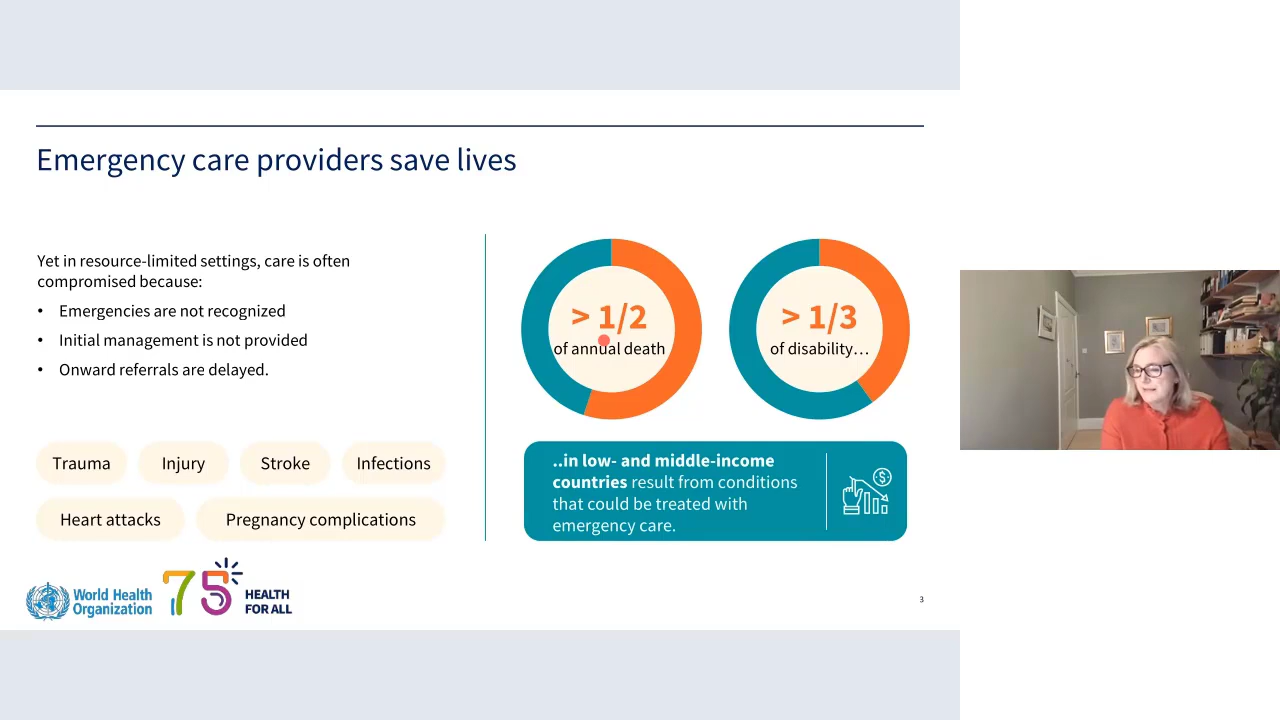 Emergency care providers save lives
Yet in resource-limited settings, care is often
compromised because:
• Emergencies are not recognized
• Initial management is not provided
• Onward referrals are delayed.
Trauma
Injury
Stroke
Infections
Heart attacks
Pregnancy complications
> 1/2
of annual death
> 1/3
of disability…
..in low- and middle-income
countries result from conditions
that could be treated with
emergency care.
$
World Health
Organization
75
HEALTH
FOR ALL
3